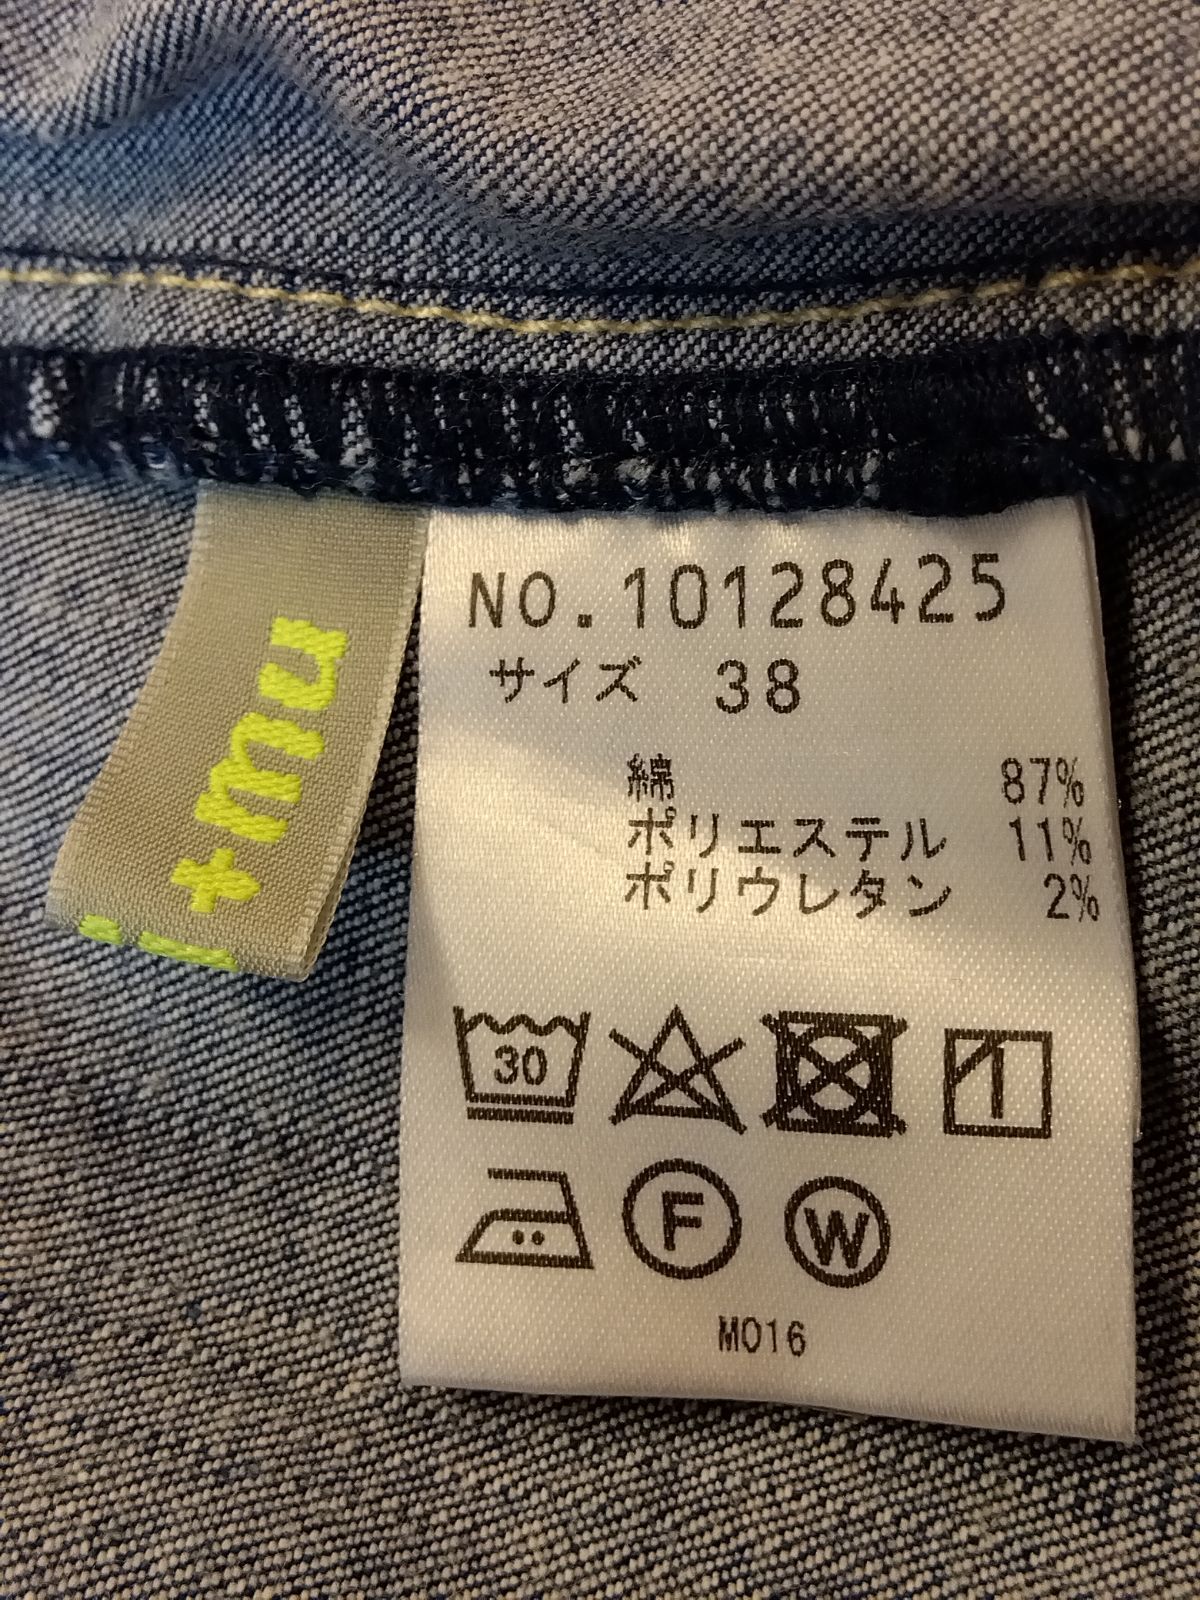 NO.10128425
サイズ 38
綿 87%
ポリエステル 11%
ポリウレタン 2%
30
F
W
M016